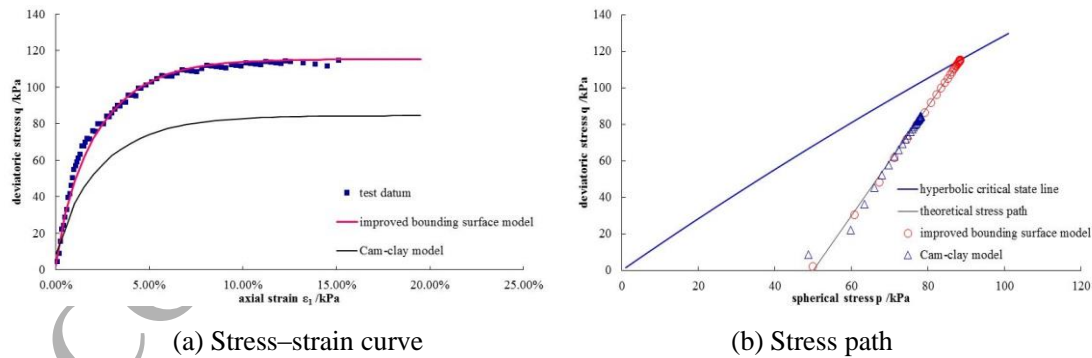 140
120
100
80
60
40
20
0
deviatoric stress q /kPa
test datum
improved bounding surface model
Cam-clay model
0.00%
5.00%
10.00%
15.00%
20.00%
25.00%
axial strain ε1 /kPa
(a) Stress–strain curve
140
120
100
80
60
40
20
0
deviatoric stress q /kPa
hyperbolic critical state line
theoretical stress path
improved bounding surface model
Cam-clay model
0
20
40
60
80
100
120
spherical stress p /kPa
(b) Stress path